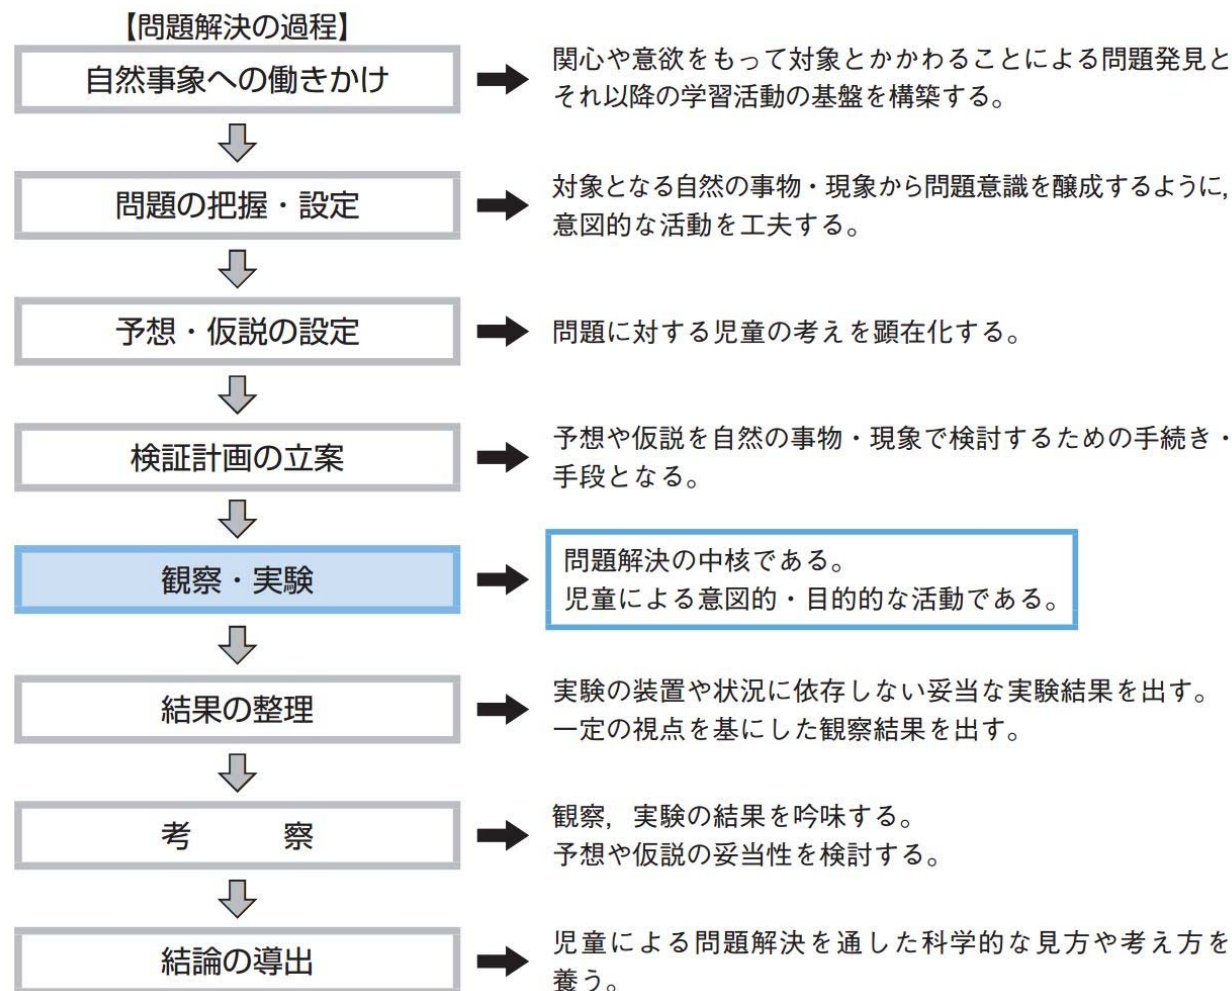 【問題解決の過程】
自然事象への働きかけ
関心や意欲をもって対象とかかわることによる問題発見と
それ以降の学習活動の基盤を構築する。
問題の把握・設定
対象となる自然の事物・現象から問題意識を醸成するように,
意図的な活動を工夫する。
予想・仮説の設定
問題に対する児童の考えを顕在化する。
検証計画の立案
予想や仮説を自然の事物・現象で検討するための手続き・
手段となる。
観察・実験
問題解決の中核である。
児童による意図的・目的的な活動である。
結果の整理
実験の装置や状況に依存しない妥当な実験結果を出す。
一定の視点を基にした観察結果を出す。
考　　察
観察,実験の結果を吟味する。
予想や仮説の妥当性を検討する。
結論の導出
児童による問題解決を通した科学的な見方や考え方を
養う。